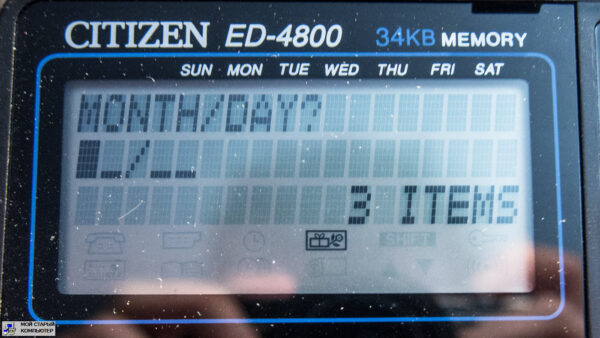 CITIZEN ED-4800 34KB MEMORY
SUN MON TUE WED THU FRI SAT
MONTH/DAY?
_/__
3 ITEMS
SHIFT
МОЙ СТАРЫЙ
КОМПЬЮТЕР